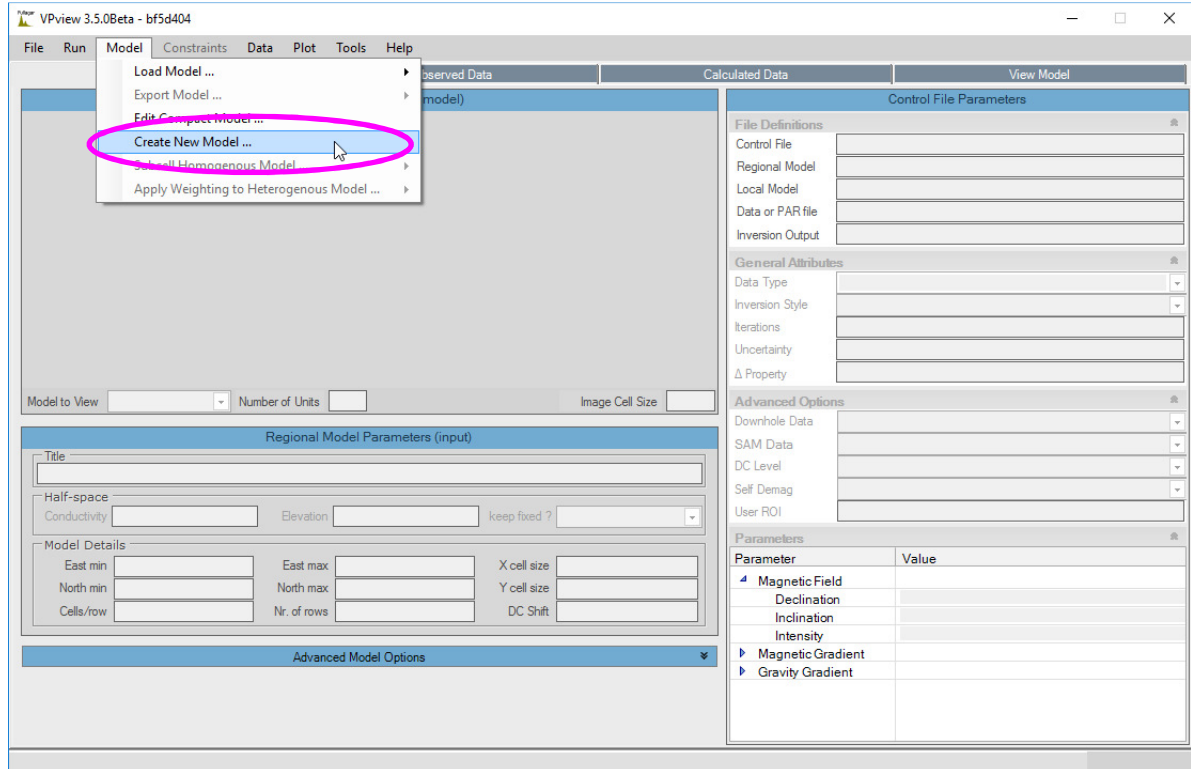 VPview 3.5.0Beta - bf5d404
File Run Model Constraints Data Plot Tools Help
Load Model ...
Export Model ...
Edit Compact Model ...
Create New Model ...
Subcell Homogenous Model
Apply Weighting to Heterogenous Model ...
Observed Data Calculated Data View Model
model)
Model to View Number of Units Image Cell Size
Regional Model Parameters (input)
Title
Half-space
Conductivity Elevation keep fixed ?
Model Details
East min East max X cell size
North min North max Y cell size
Cells/row Nr. of rows DC Shift
Advanced Model Options
Control File Parameters
File Definitions
Control File
Regional Model
Local Model
Data or PAR file
Inversion Output
General Attributes
Data Type
Inversion Style
Iterations
Uncertainty
Δ Property
Advanced Options
Downhole Data
SAM Data
DC Level
Self Demag
User ROI
Parameters
Parameter Value
Magnetic Field
Declination
Inclination
Intensity
Magnetic Gradient
Gravity Gradient